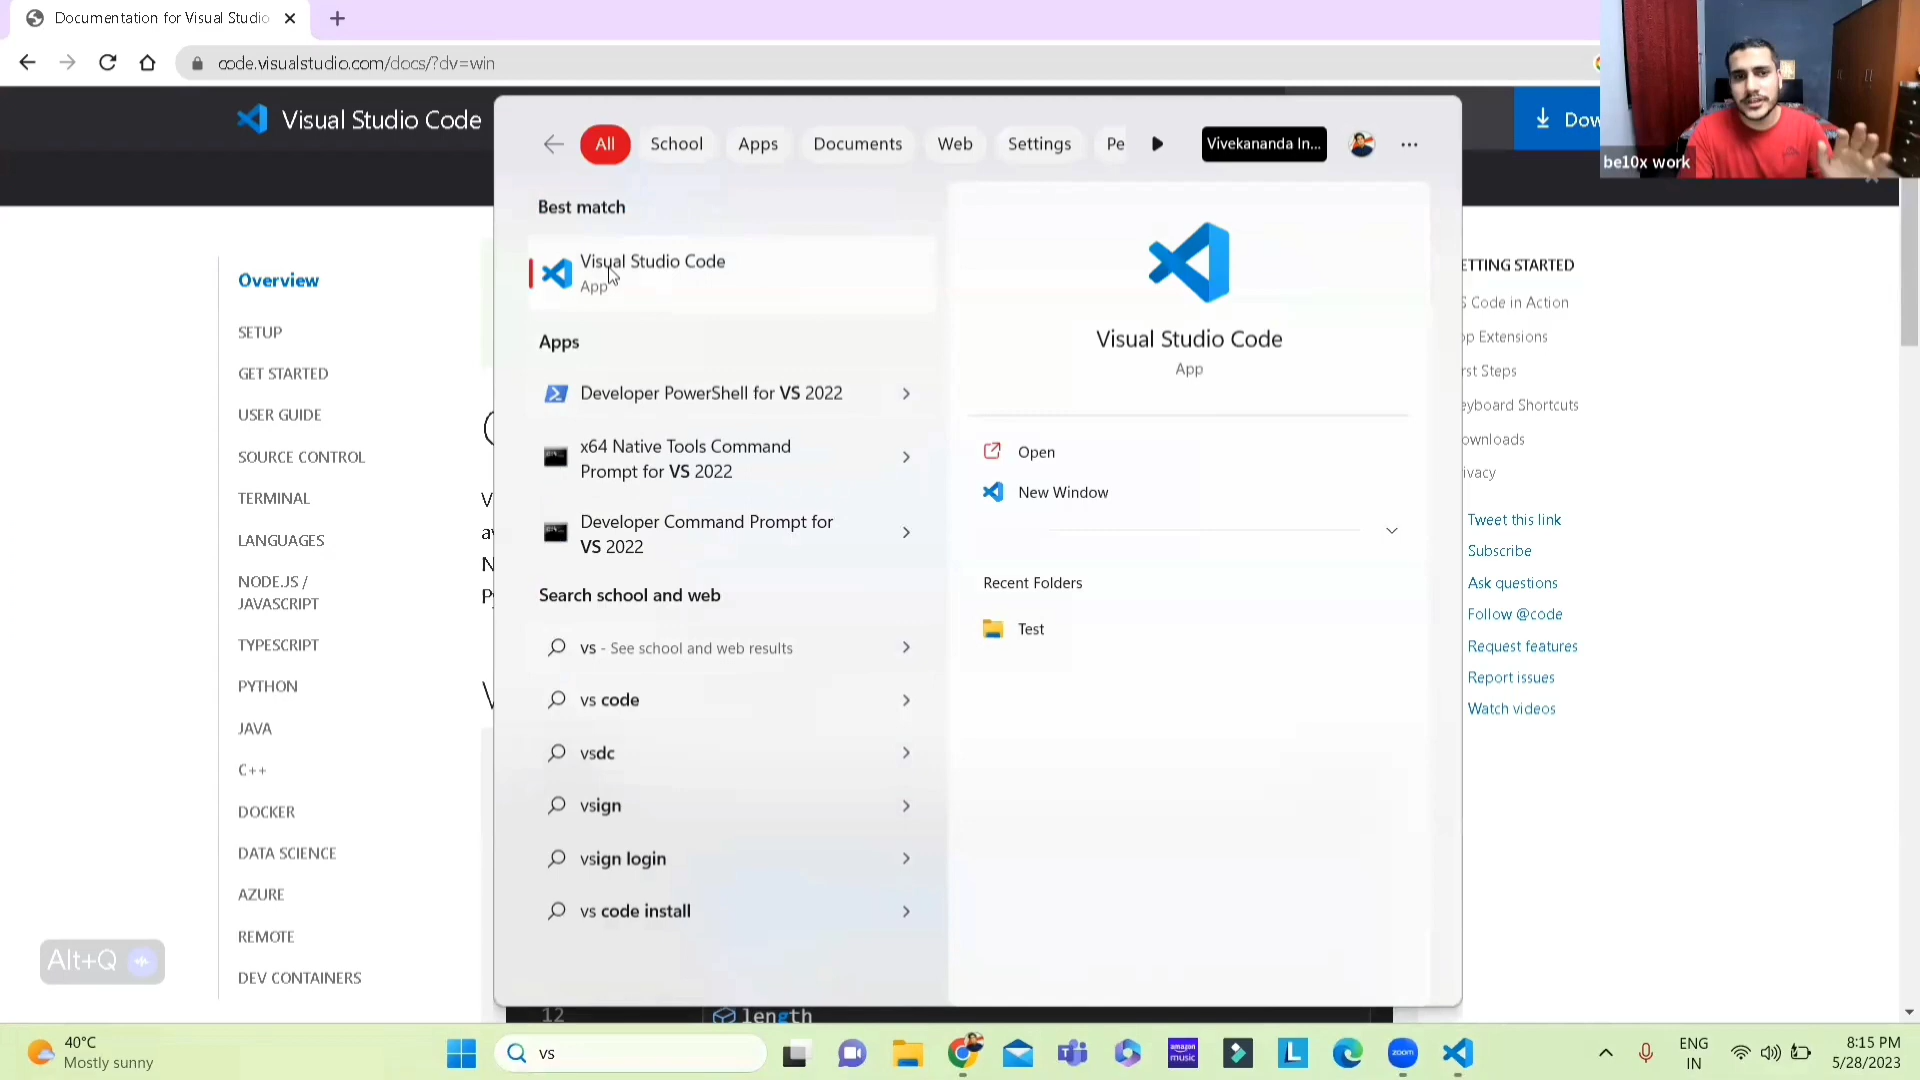 Documentation for Visual Studio
code.visualstudio.com/docs/?dv=win
Visual Studio Code
be10x work
Overview
SETUP
GET STARTED
USER GUIDE
SOURCE CONTROL
TERMINAL
LANGUAGES
NODE.JS /
JAVASCRIPT
TYPESCRIPT
PYTHON
JAVA
C++
DOCKER
DATA SCIENCE
AZURE
REMOTE
DEV CONTAINERS
All
School
Apps
Documents
Web
Settings
Pe
Vivekananda In...
Best match
Visual Studio Code
App
Apps
Developer PowerShell for VS 2022
x64 Native Tools Command
Prompt for VS 2022
Developer Command Prompt for
VS 2022
Search school and web
vs - See school and web results
vs code
vsdc
vsign
vsign login
vs code install
Visual Studio Code
App
Open
New Window
Recent Folders
Test
Dow
ETTING STARTED
S Code in Action
op Extensions
rst Steps
eyboard Shortcuts
ownloads
ivacy
Tweet this link
Subscribe
Ask questions
Follow @code
Request features
Report issues
Watch videos
12 length
Alt+Q
40°C
Mostly sunny
vs
amazon
music
L
zoom
ENG
IN
8:15 PM
5/28/2023